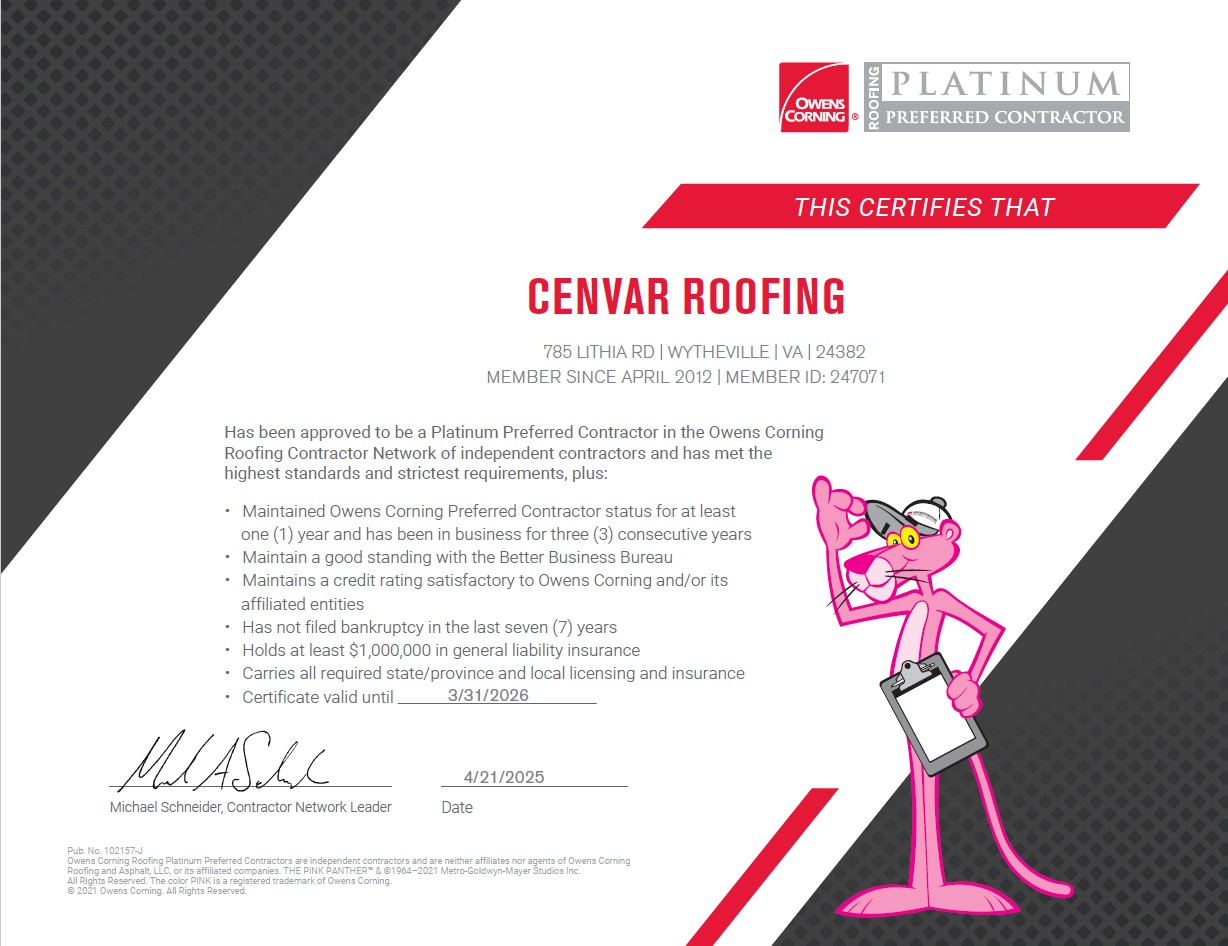 OWENS
CORNING
®
ROOFING
PLATINUM
PREFERRED CONTRACTOR
THIS CERTIFIES THAT
CENVAR ROOFING
785 LITHIA RD | WYTHEVILLE | VA | 24382
MEMBER SINCE APRIL 2012 | MEMBER ID: 247071
Has been approved to be a Platinum Preferred Contractor in the Owens Corning
Roofing Contractor Network of independent contractors and has met the
highest standards and strictest requirements, plus:
• Maintained Owens Corning Preferred Contractor status for at least
one (1) year and has been in business for three (3) consecutive years
• Maintain a good standing with the Better Business Bureau
• Maintains a credit rating satisfactory to Owens Corning and/or its
affiliated entities
• Has not filed bankruptcy in the last seven (7) years
• Holds at least $1,000,000 in general liability insurance
• Carries all required state/province and local licensing and insurance
• Certificate valid until 3/31/2026
4/21/2025
Michael Schneider, Contractor Network Leader
Date
Pub. No. 102157-J
Owens Corning Roofing Platinum Preferred Contractors are independent contractors and are neither affiliates nor agents of Owens Corning
Roofing and Asphalt, LLC, or its affiliated companies. THE PINK PANTHER™ & ©1964–2021 Metro-Goldwyn-Mayer Studios Inc.
All Rights Reserved. The color PINK is a registered trademark of Owens Corning.
© 2021 Owens Corning. All Rights Reserved.